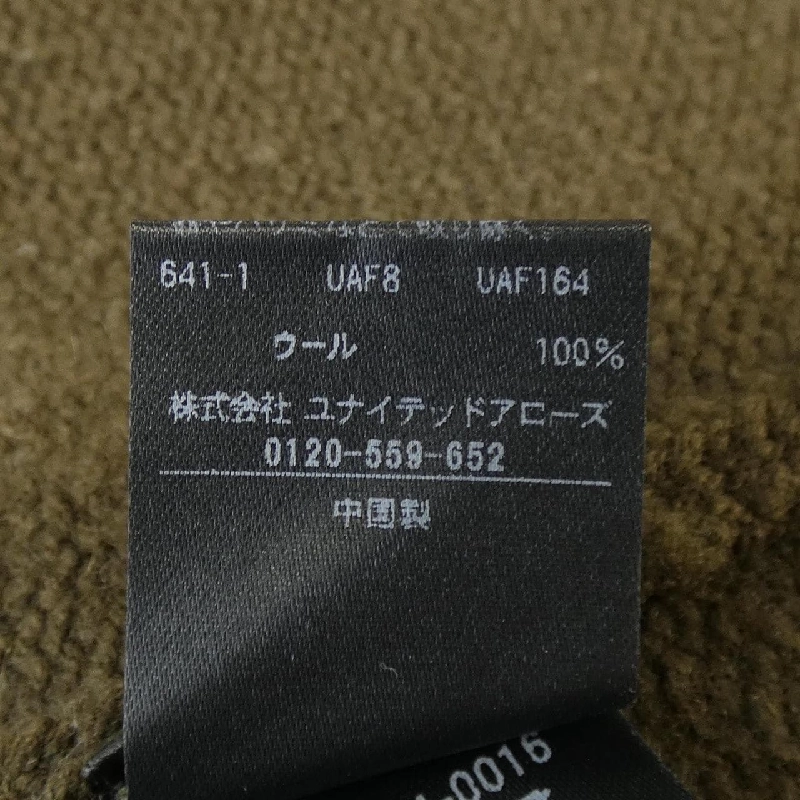 641-1 UAF8 UAF164
ウール 100%
株式会社 ユナイテッドアローズ
0120-559-652
中国製
-0016